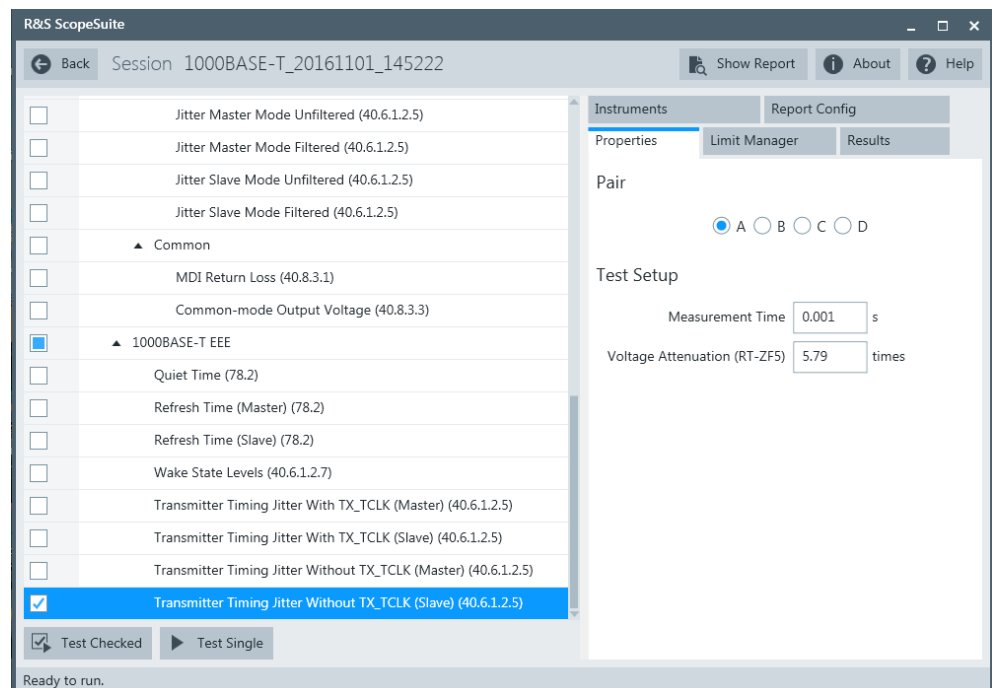 R&S ScopeSuite
Back Session 1000BASE-T_20161101_145222 Show Report About Help
Jitter Master Mode Unfiltered (40.6.1.2.5)
Jitter Master Mode Filtered (40.6.1.2.5)
Jitter Slave Mode Unfiltered (40.6.1.2.5)
Jitter Slave Mode Filtered (40.6.1.2.5)
Common
MDI Return Loss (40.8.3.1)
Common-mode Output Voltage (40.8.3.3)
1000BASE-T EEE
Quiet Time (78.2)
Refresh Time (Master) (78.2)
Refresh Time (Slave) (78.2)
Wake State Levels (40.6.1.2.7)
Transmitter Timing Jitter With TX_TCLK (Master) (40.6.1.2.5)
Transmitter Timing Jitter With TX_TCLK (Slave) (40.6.1.2.5)
Transmitter Timing Jitter Without TX_TCLK (Master) (40.6.1.2.5)
Transmitter Timing Jitter Without TX_TCLK (Slave) (40.6.1.2.5)
Test Checked Test Single
Ready to run.
Instruments Report Config
Properties Limit Manager Results
Pair
A B C D
Test Setup
Measurement Time 0.001 s
Voltage Attenuation (RT-ZF5) 5.79 times